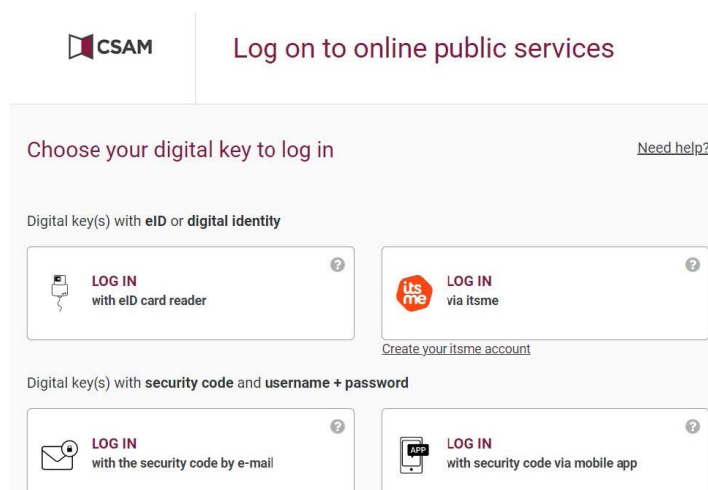 CSAM
Log on to online public services
Choose your digital key to log in
Need help?
Digital key(s) with eID or digital identity
?
LOG IN
with eID card reader
?
its
me
LOG IN
via itsme
Create your itsme account
Digital key(s) with security code and username + password
?
LOG IN
with the security code by e-mail
?
APP
LOG IN
with security code via mobile app